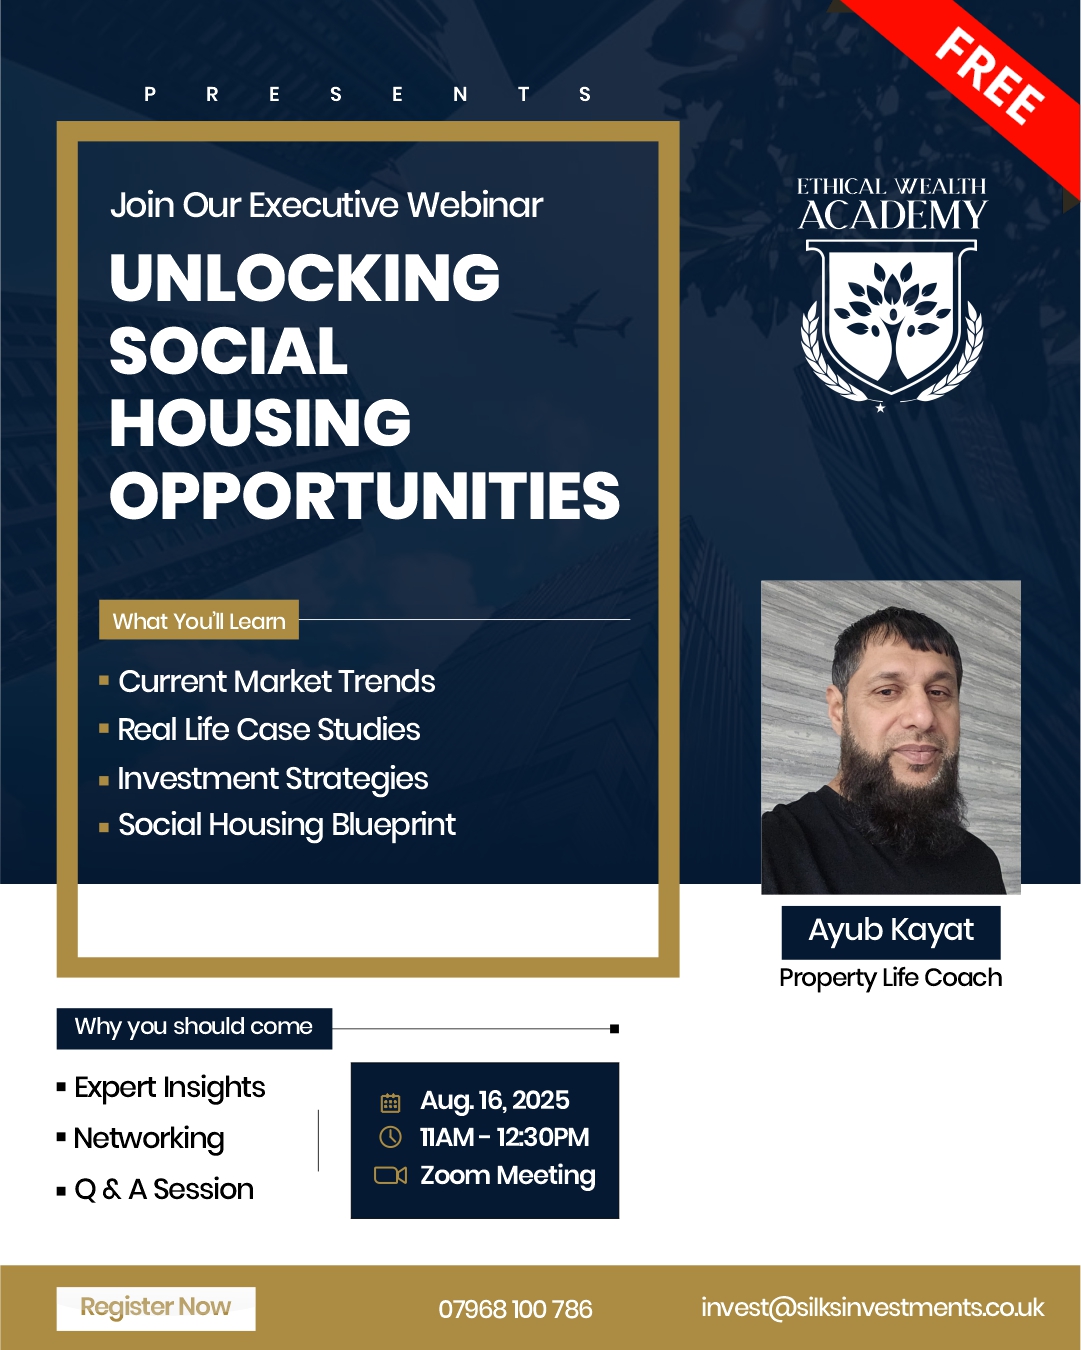 FREE
PRESENTS
ETHICAL WEALTH
ACADEMY
Join Our Executive Webinar
UNLOCKING
SOCIAL
HOUSING
OPPORTUNITIES
What You'll Learn
Current Market Trends
Real Life Case Studies
Investment Strategies
Social Housing Blueprint
Ayub Kayat
Property Life Coach
Why you should come
Expert Insights
Networking
Q & A Session
Aug. 16, 2025
11AM - 12:30PM
Zoom Meeting
Register Now
07968 100 786
invest@silksinvestments.co.uk